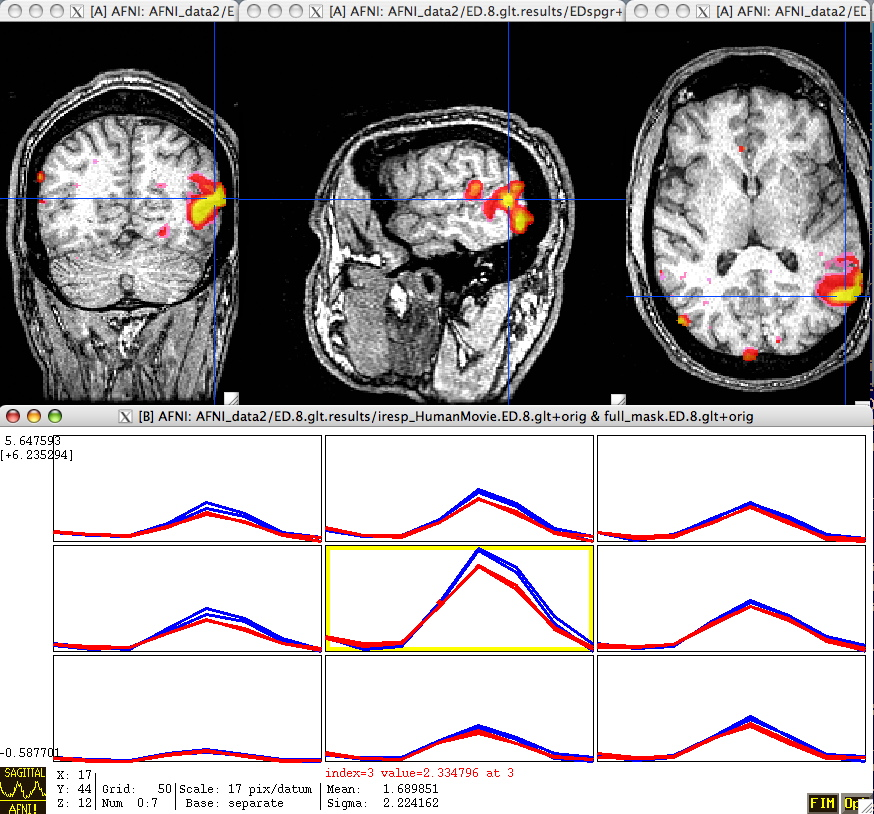 X [A] AFNI: AFNI_data2/E
X [A] AFNI: AFNI_data2/ED.8.glt.results/EDspgr+
X [A] AFNI: AFNI_data2/ED
X [B] AFNI: AFNI_data2/ED.8.glt.results/iresp_HumanMovie.ED.8.glt+orig & full_mask.ED.8.glt+orig
5.647593
[+6.235294]
-0.587701
SAGITTAL
AFNI!
X: 17
Y: 44
Z: 12
Grid: 50
Num 0:7
Scale: 17 pix/datum
Base: separate
index=3 value=2.334796 at 3
Mean: 1.689851
Sigma: 2.224162
FIM
Op